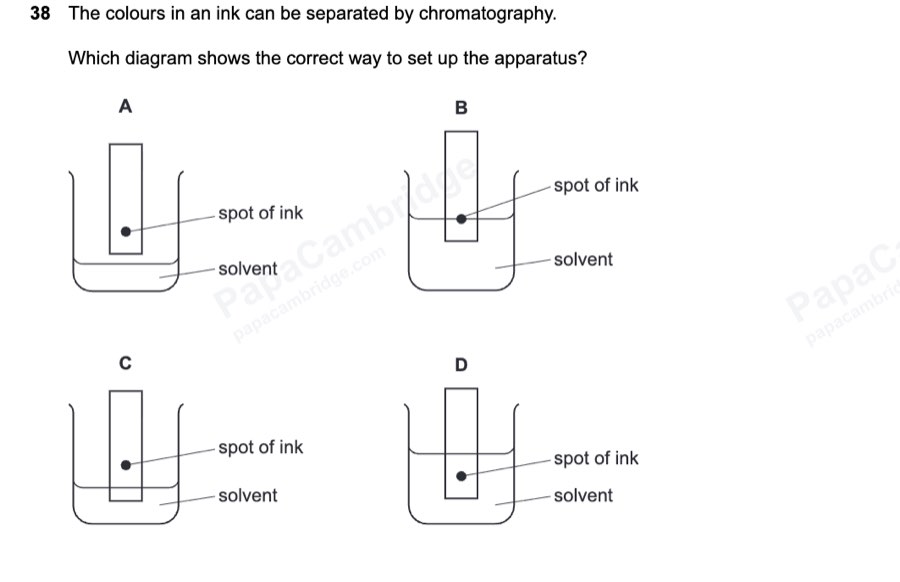 38 The colours in an ink can be separated by chromatography.
Which diagram shows the correct way to set up the apparatus?
A
B
spot of ink
solvent
spot of ink
solvent
C
D
spot of ink
solvent
spot of ink
solvent
PapaCambridge
papacambridge.com
PapaC
papacambrid